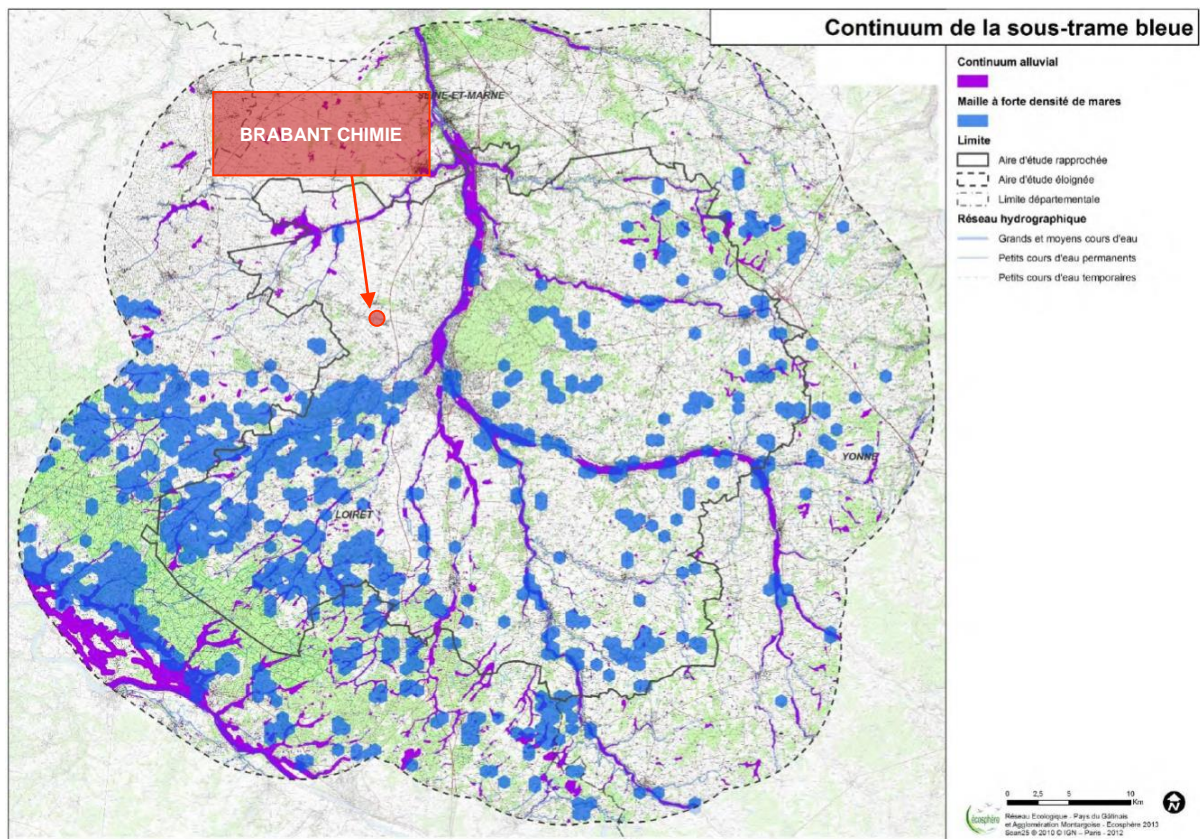 Continuum de la sous-trame bleue
Continuum alluvial
Maille à forte densité de mares
Limite
Aire d'étude rapprochée
Aire d'étude éloignée
Limite départementale
Réseau hydrographique
Grands et moyens cours d'eau
Petits cours d'eau permanents
Petits cours d'eau temporaires
SEINE-ET-MARNE
BRABANT CHIMIE
YONNE
LOIRET
0 2,5 5 10
Km
écosphère
Réseau Ecologique - Pays du Gâtinais
et Agglomération Montargoise - Ecosphère 2013
Scan25 © 2010 © IGN - Paris - 2012